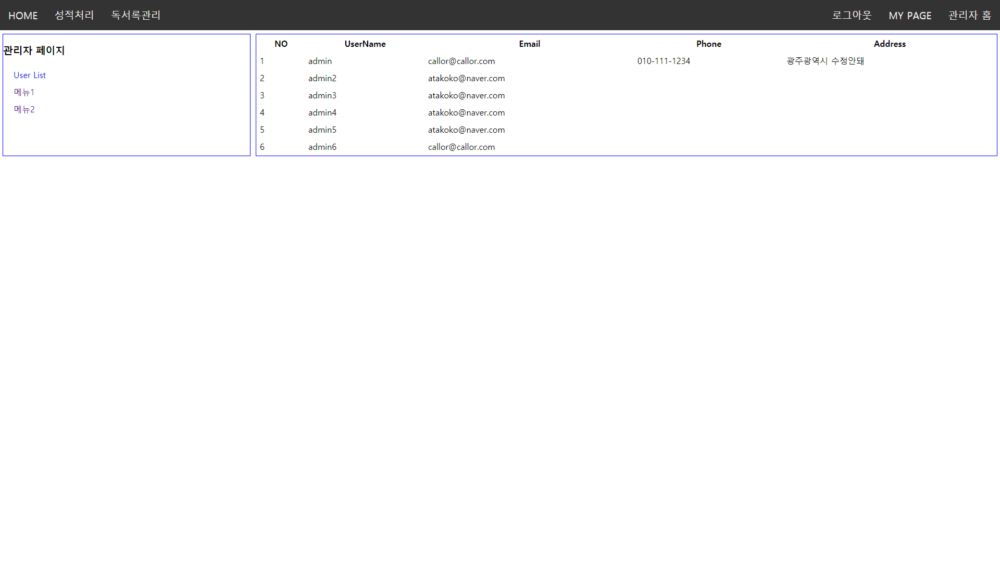 HOME 성적처리 독서록관리 로그아웃 MY PAGE 관리자 홈
관리자 페이지
User List
메뉴1
메뉴2
NO UserName Email Phone Address
1 admin callor@callor.com 010-111-1234 광주광역시 수정안돼
2 admin2 atakoko@naver.com
3 admin3 atakoko@naver.com
4 admin4 atakoko@naver.com
5 admin5 atakoko@naver.com
6 admin6 callor@callor.com